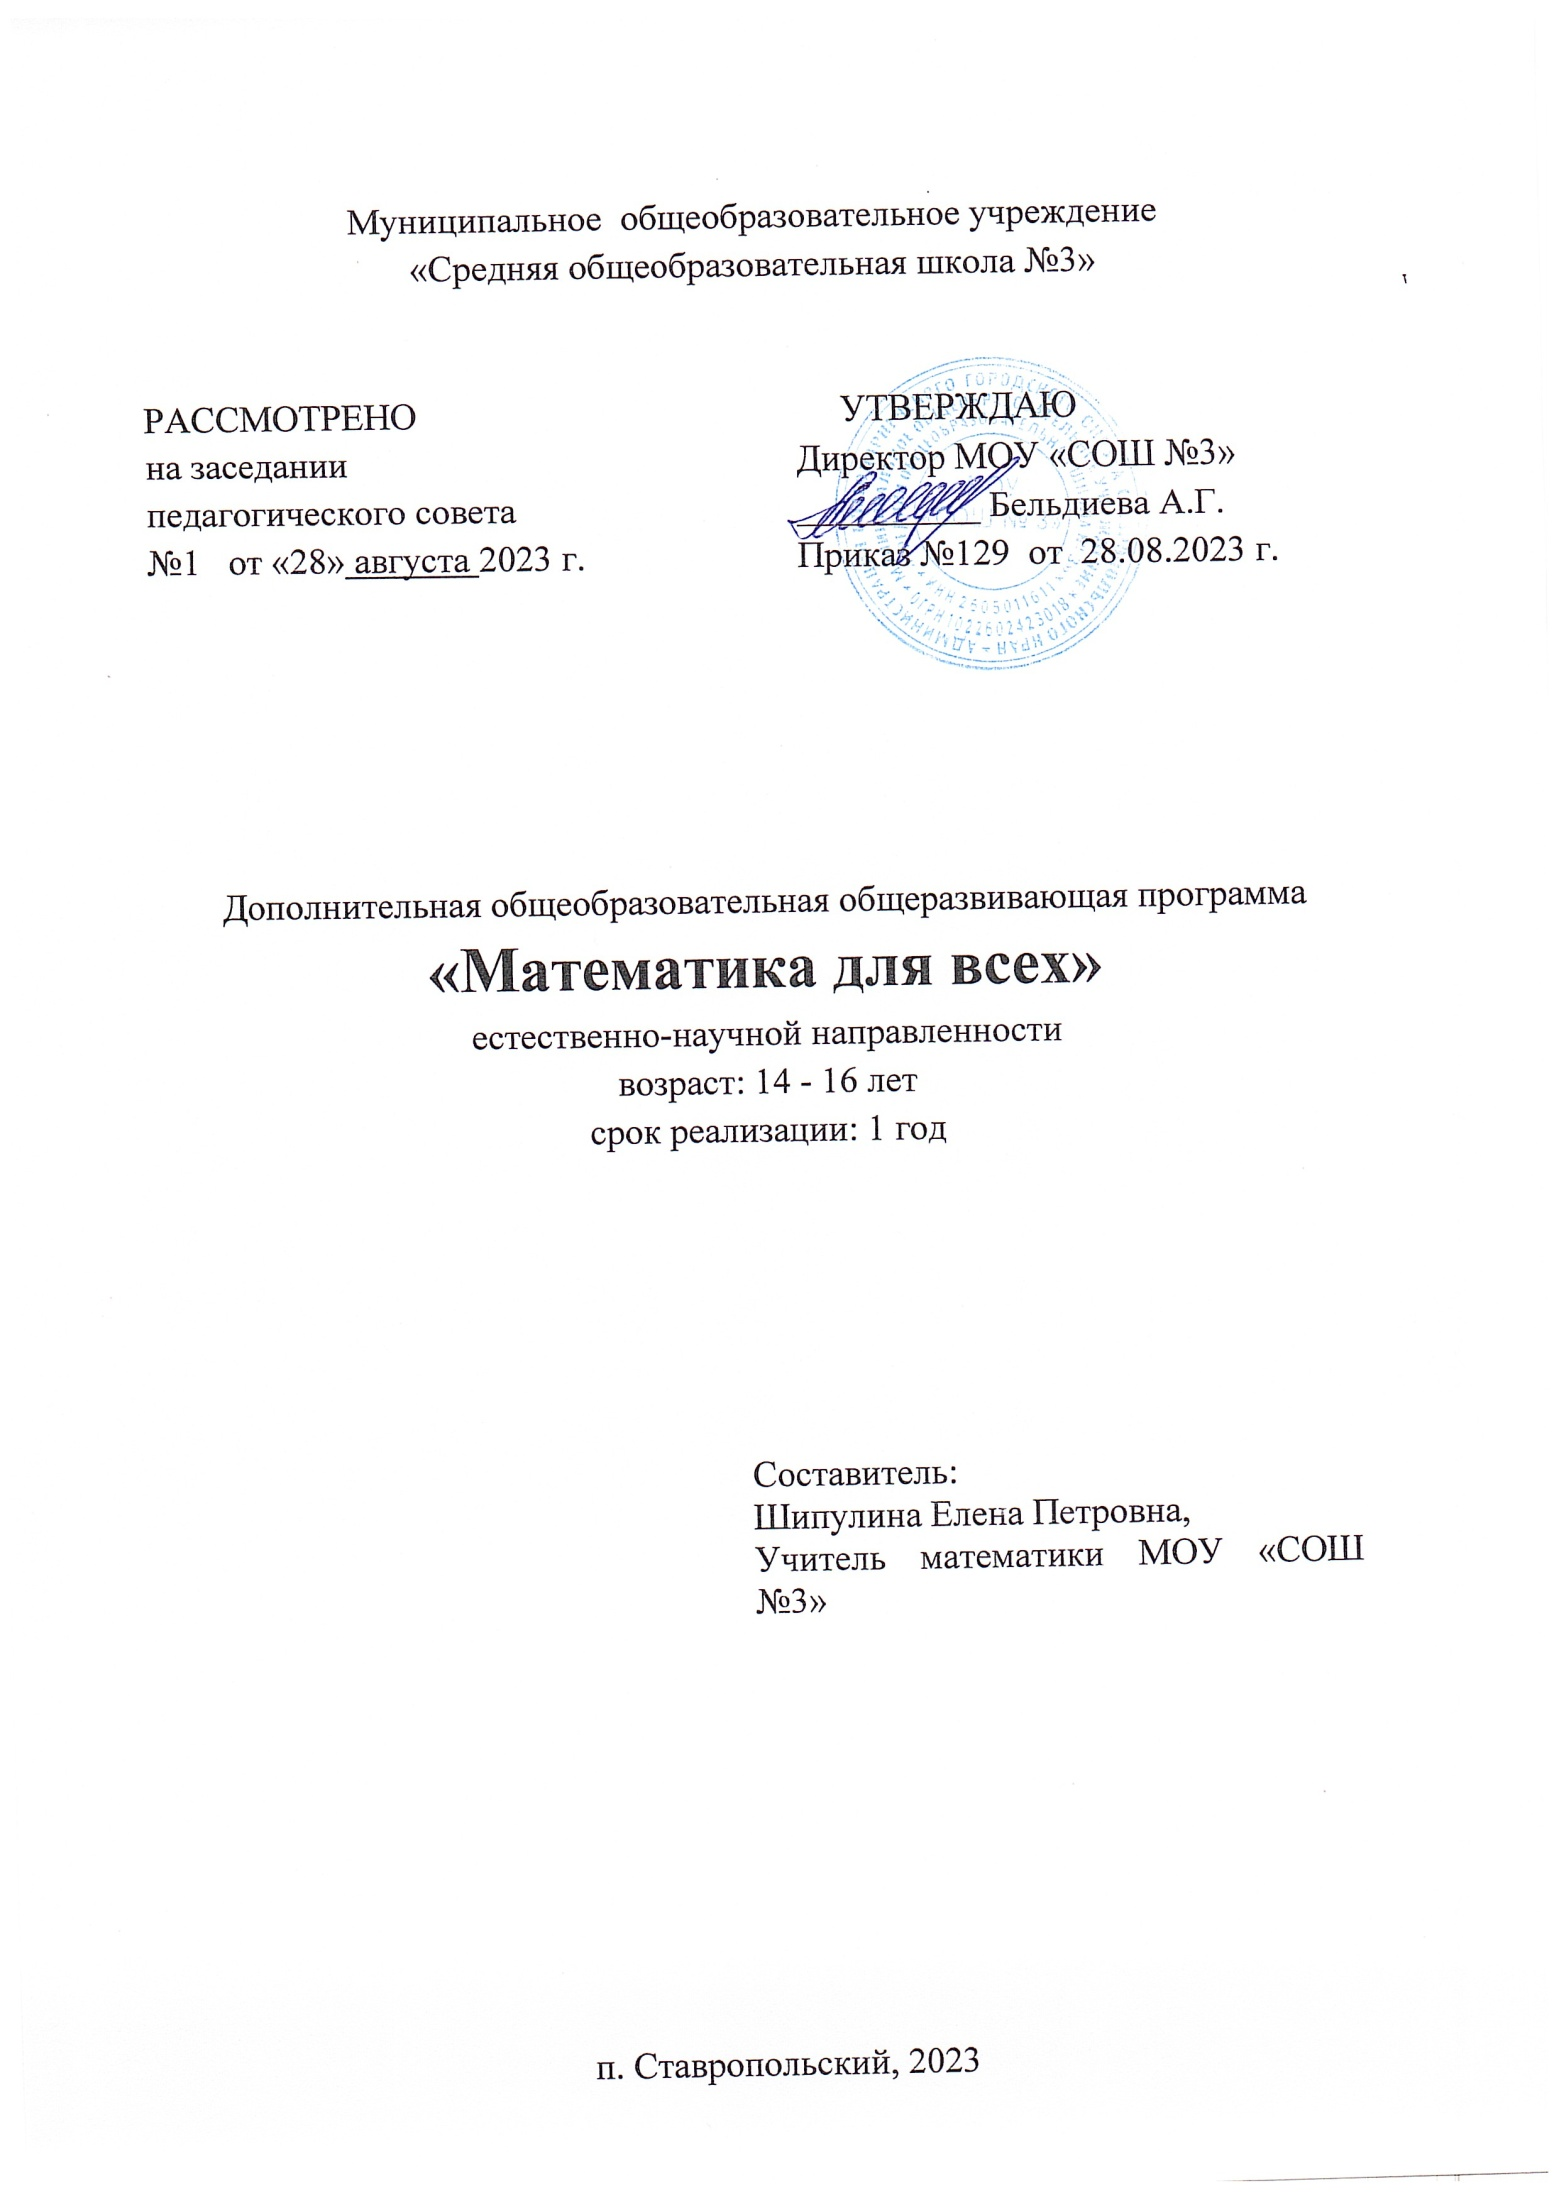 Муниципальное общеобразовательное учреждение
«Средняя общеобразовательная школа №3»
РАССМОТРЕНО
на заседании
педагогического совета
№1 от «28» августа 2023 г.
УТВЕРЖДАЮ
Директор МОУ «СОШ №3»
Бельдиева А.Г.
Приказ №129 от 28.08.2023 г.
Дополнительная общеобразовательная общеразвивающая программа
«Математика для всех»
естественно-научной направленности
возраст: 14 - 16 лет
срок реализации: 1 год
Составитель:
Шипулина Елена Петровна,
Учитель математики МОУ «СОШ
№3»
п. Ставропольский, 2023